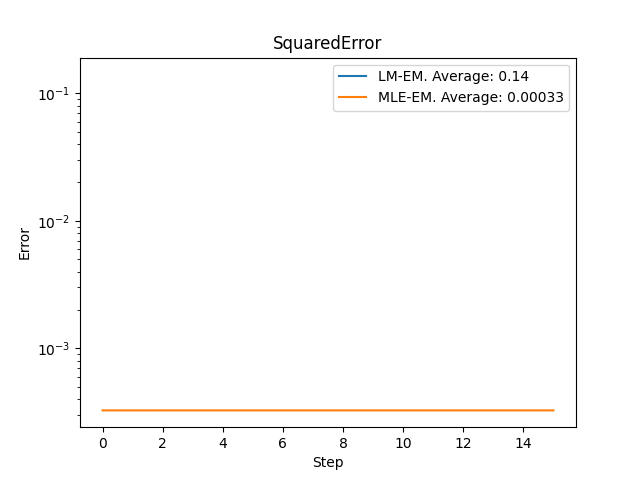 SquaredError
LM-EM. Average: 0.14
MLE-EM. Average: 0.00033
10⁻¹
10⁻²
10⁻³
Error
0 2 4 6 8 10 12 14
Step